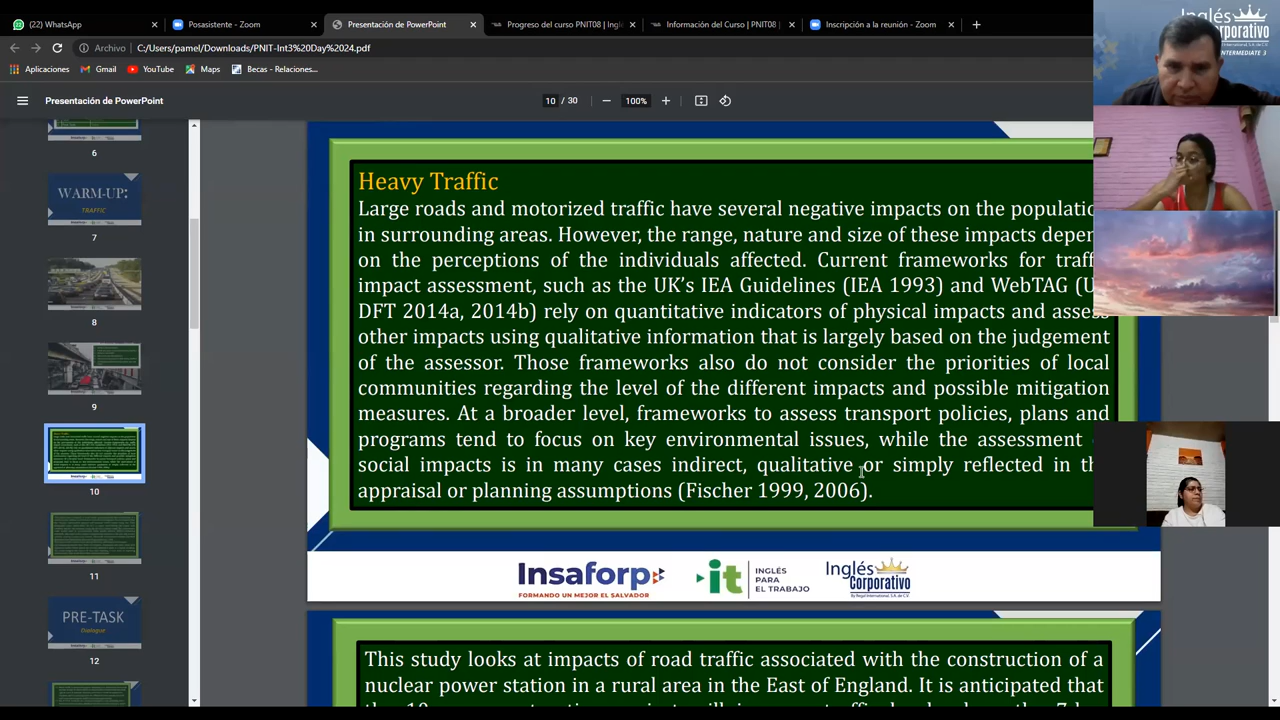 (22) WhatsApp
Posasistente - Zoom
Presentación de PowerPoint
Progreso del curso PNIT08 | Ingl
Información del Curso | PNIT08
Inscripción a la reunión - Zoom
Archivo
C:/Users/pamel/Downloads/PNIT-Int3%20Day%2024.pdf
Aplicaciones
Gmail
YouTube
Maps
Becas - Relaciones...
Presentación de PowerPoint
10 / 30
100%
6
WARM-UP:
TRAFFIC
7
8
9
10
11
PRE-TASK
Dialogue
12
Heavy Traffic
Large roads and motorized traffic have several negative impacts on the populatio
in surrounding areas. However, the range, nature and size of these impacts depen
on the perceptions of the individuals affected. Current frameworks for traff
impact assessment, such as the UK's IEA Guidelines (IEA 1993) and WebTAG (U
DFT 2014a, 2014b) rely on quantitative indicators of physical impacts and assess
other impacts using qualitative information that is largely based on the judgement
of the assessor. Those frameworks also do not consider the priorities of local
communities regarding the level of the different impacts and possible mitigation
measures. At a broader level, frameworks to assess transport policies, plans and
programs tend to focus on key environmental issues, while the assessment
social impacts is in many cases indirect, qualitative or simply reflected in th
appraisal or planning assumptions (Fischer 1999, 2006).
Insaforp
FORMANDO UN MEJOR EL SALVADOR
it
INGLÉS
PARA
EL TRABAJO
Inglés
Corporativo
By Regal International, S.A. de C.V.
This study looks at impacts of road traffic associated with the construction of a
nuclear power station in a rural area in the East of England. It is anticipated that
Inglés
Corporativo
International, S.A. de C.V.
INTERMEDIATE 3